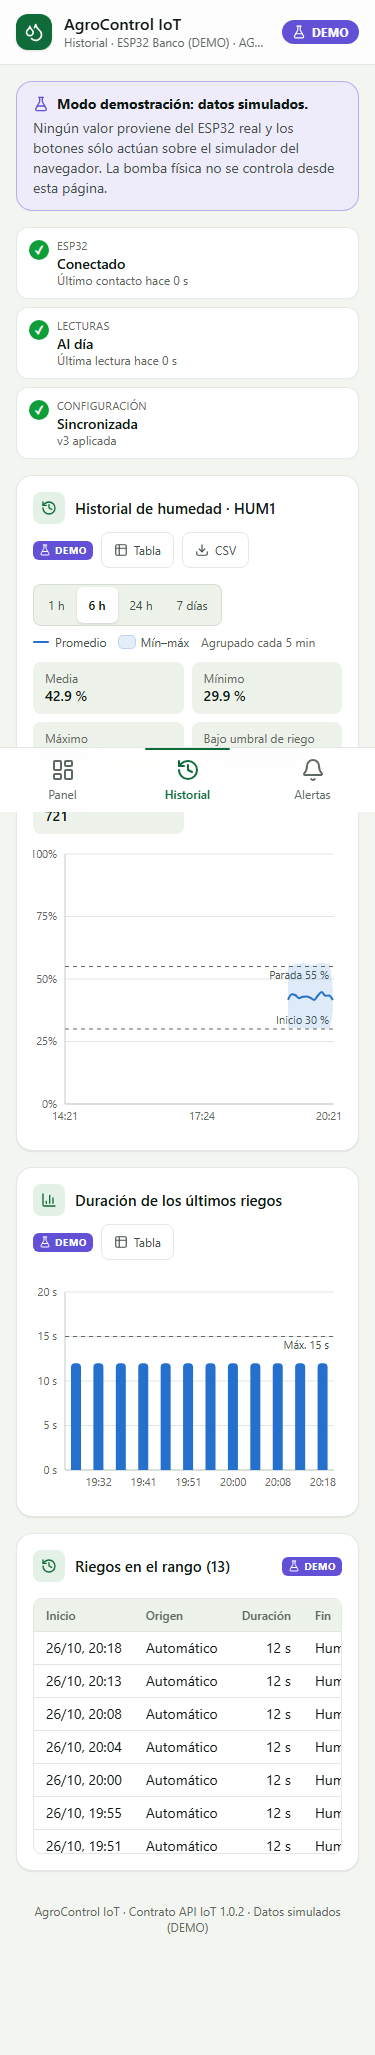 AgroControl IoT
Historial · ESP32 Banco (DEMO) · AG...
DEMO
Modo demostración: datos simulados.
Ningún valor proviene del ESP32 real y los
botones sólo actúan sobre el simulador del
navegador. La bomba física no se controla desde
esta página.
ESP32
Conectado
Último contacto hace 0 s
LECTURAS
Al día
Última lectura hace 0 s
CONFIGURACIÓN
Sincronizada
v3 aplicada
Historial de humedad · HUM1
DEMO
Tabla
CSV
1 h
6 h
24 h
7 días
Promedio
Mín–máx
Agrupado cada 5 min
Media
42.9 %
Mínimo
29.9 %
Máximo
Bajo umbral de riego
Panel
Historial
Alertas
721
100%
75%
50%
25%
0%
Parada 55 %
Inicio 30 %
14:21
17:24
20:21
Duración de los últimos riegos
DEMO
Tabla
20 s
15 s
10 s
5 s
0 s
Máx. 15 s
19:32
19:41
19:51
20:00
20:08
20:18
Riegos en el rango (13)
DEMO
Inicio Origen Duración Fin
26/10, 20:18 Automático 12 s Hum
26/10, 20:13 Automático 12 s Hum
26/10, 20:08 Automático 12 s Hum
26/10, 20:04 Automático 12 s Hum
26/10, 20:00 Automático 12 s Hum
26/10, 19:55 Automático 12 s Hum
26/10, 19:51 Automático 12 s Hum
AgroControl IoT · Contrato API IoT 1.0.2 · Datos simulados
(DEMO)